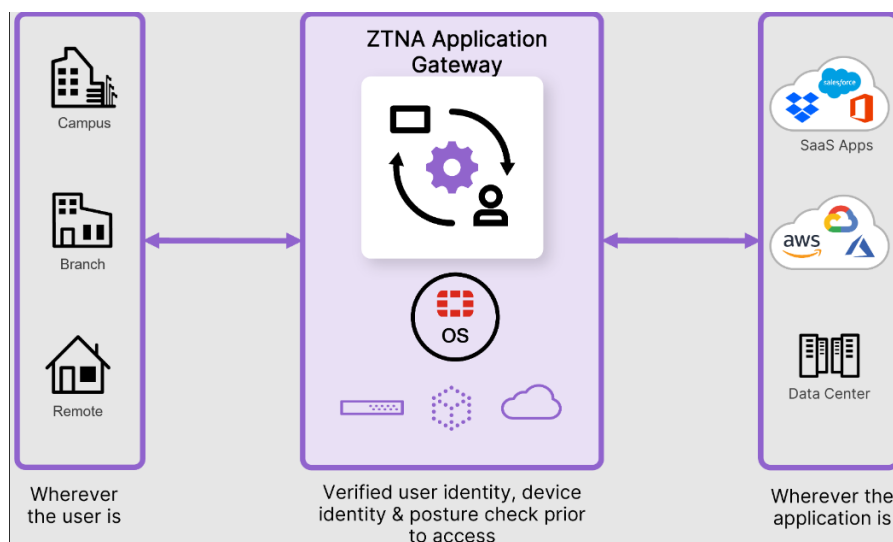 ZTNA Application
Gateway
Campus
Branch
Remote
OS
salesforce
SaaS Apps
aws
Data Center
Wherever
the user is
Verified user identity, device
identity & posture check prior
to access
Wherever the
application is